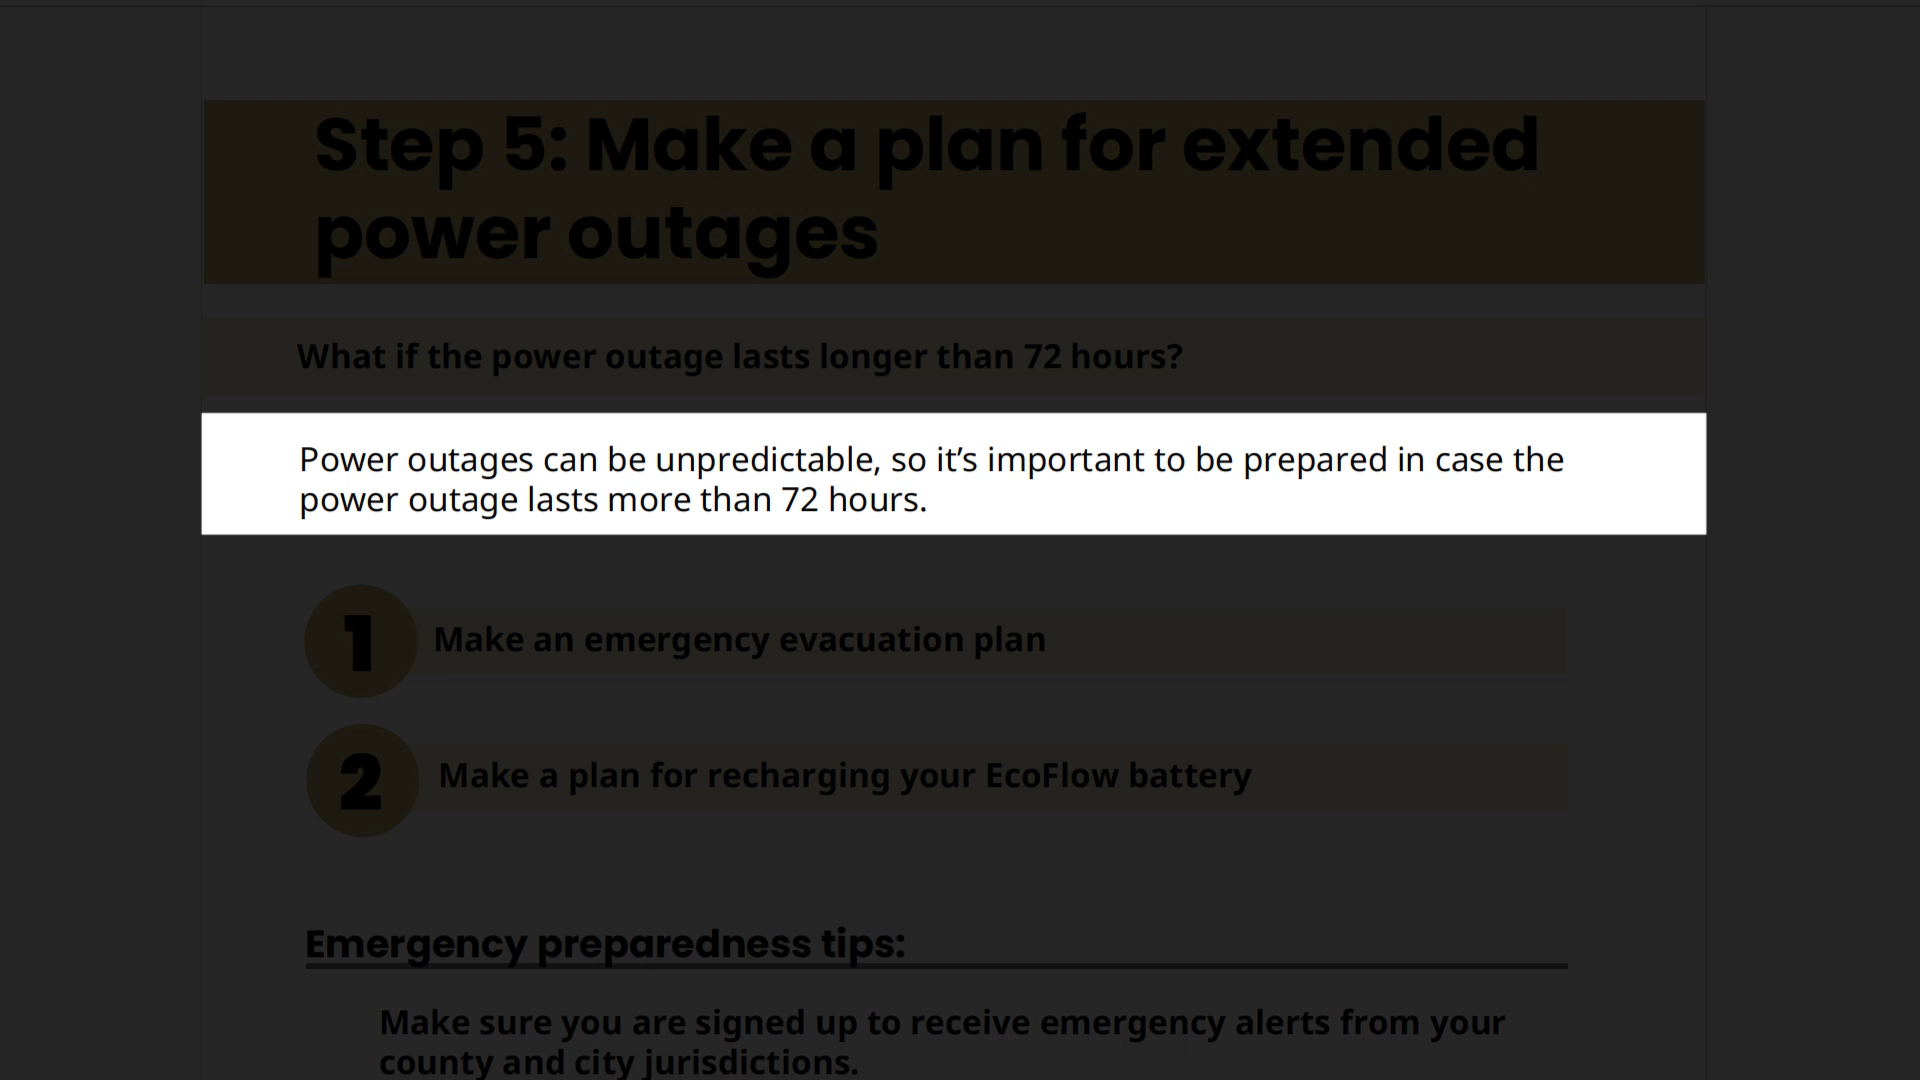 Step 5: Make a plan for extended
power outages
What if the power outage lasts longer than 72 hours?
Power outages can be unpredictable, so it’s important to be prepared in case the
power outage lasts more than 72 hours.
1
Make an emergency evacuation plan
2
Make a plan for recharging your EcoFlow battery
Emergency preparedness tips:
Make sure you are signed up to receive emergency alerts from your
county and city jurisdictions.